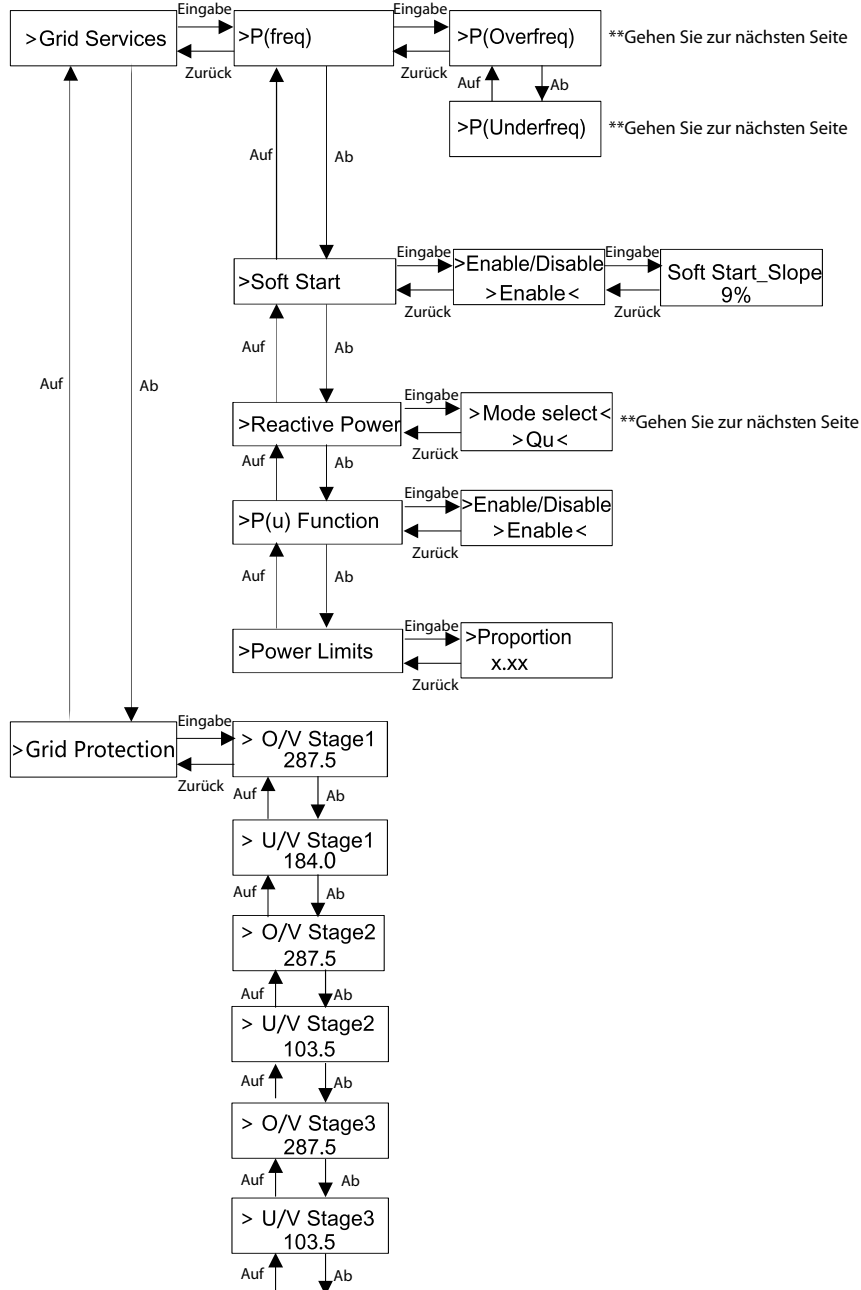 Eingabe
Eingabe
>Grid Services
>P(freq)
>P(Overfreq)
**Gehen Sie zur nächsten Seite
Zurück
Zurück
Auf
Ab
>P(Underfreq)
**Gehen Sie zur nächsten Seite
Auf
Ab
Eingabe
Eingabe
>Soft Start
>Enable/Disable
>Enable<
Soft Start_Slope
9%
Zurück
Zurück
Auf
Ab
Auf
Ab
Eingabe
>Reactive Power
>Mode select<
>Qu<
**Gehen Sie zur nächsten Seite
Zurück
Auf
Ab
Eingabe
>P(u) Function
>Enable/Disable
>Enable<
Zurück
Auf
Ab
Eingabe
>Power Limits
>Proportion
x.xx
Zurück
Eingabe
>Grid Protection
> O/V Stage1
287.5
Zurück
Auf
Ab
> U/V Stage1
184.0
Auf
Ab
> O/V Stage2
287.5
Auf
Ab
> U/V Stage2
103.5
Auf
Ab
> O/V Stage3
287.5
Auf
Ab
> U/V Stage3
103.5
Auf
Ab